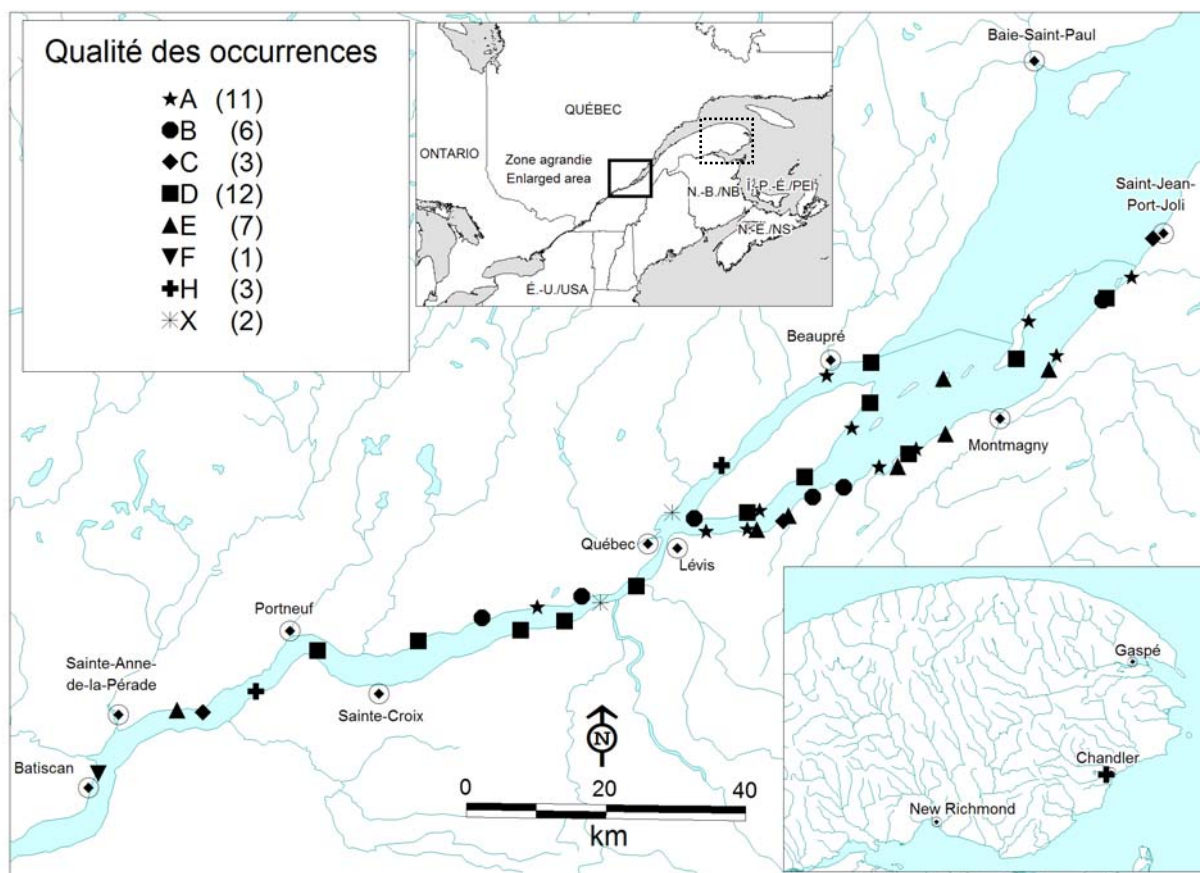 Qualité des occurrences
A (11)
B (6)
C (3)
D (12)
E (7)
F (1)
H (3)
X (2)
QUÉBEC
ONTARIO
Zone agrandie
Enlarged area
N.-B./NB
Î.-P.-É./PEI
N.-É./NS
É.-U./USA
Baie-Saint-Paul
Saint-Jean-
Port-Joli
Beaupré
Montmagny
Québec
Lévis
Portneuf
Sainte-Anne-
de-la-Pérade
Sainte-Croix
Batiscan
N
0 20 40
km
Gaspé
Chandler
New Richmond